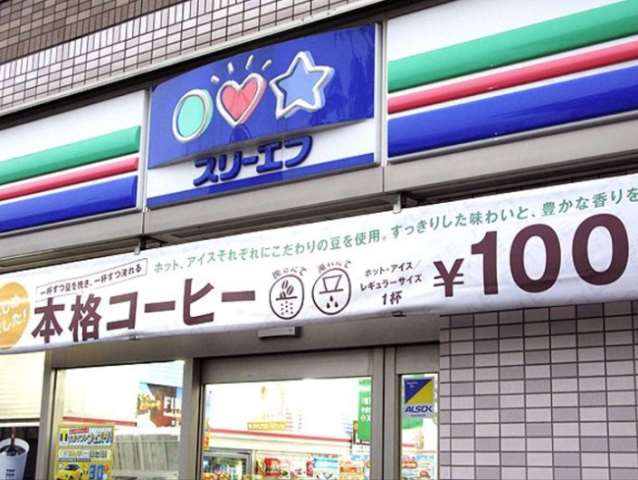 スリーエフ
ホット、アイスそれぞれにこだわりの豆を使用。すっきりした味わいと、豊かな香りを
一杯ずつ豆を挽き、一杯ずつ淹れる
本格コーヒー
挽きたて
淹れたて
ホット・アイス/
レギュラーサイズ
1杯
¥100
ました!
ALSOK